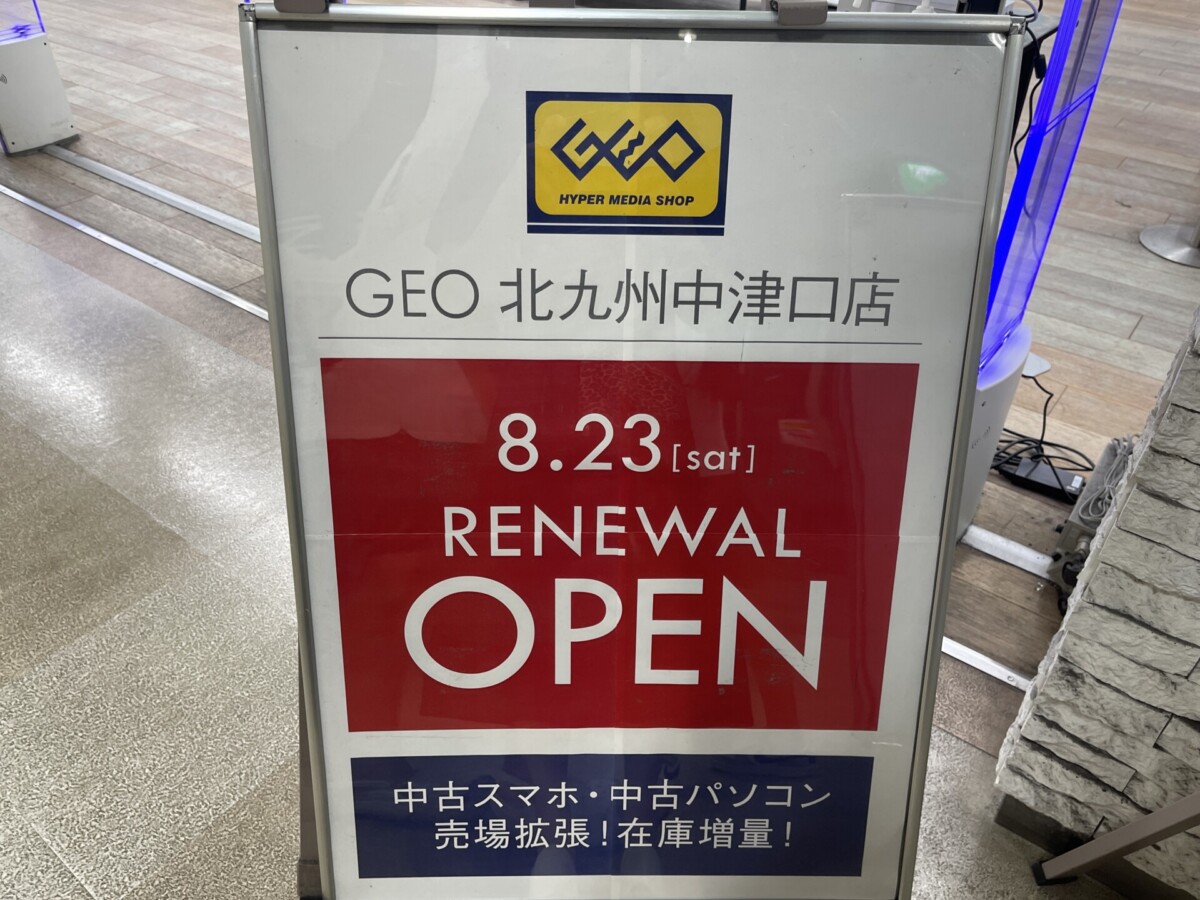 GEO
HYPER MEDIA SHOP
GEO 北九州中津口店
8.23[sat]
RENEWAL
OPEN
中古スマホ・中古パソコン
売場拡張!在庫増量!